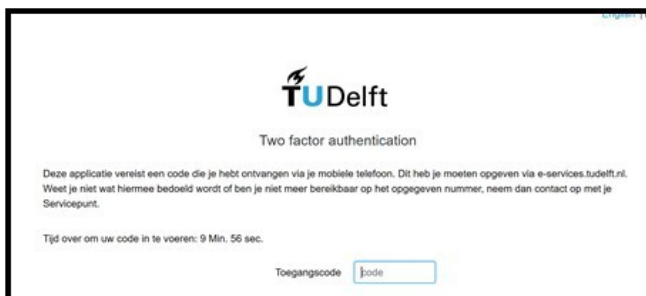 English |
TUDelft
Two factor authentication
Deze applicatie vereist een code die je hebt ontvangen via je mobiele telefoon. Dit heb je moeten opgeven via e-services.tudelft.nl.
Weet je niet wat hiermee bedoeld wordt of ben je niet meer bereikbaar op het opgegeven nummer, neem dan contact op met je
Servicepunt.
Tijd over om uw code in te voeren: 9 Min. 56 sec.
Toegangscode code